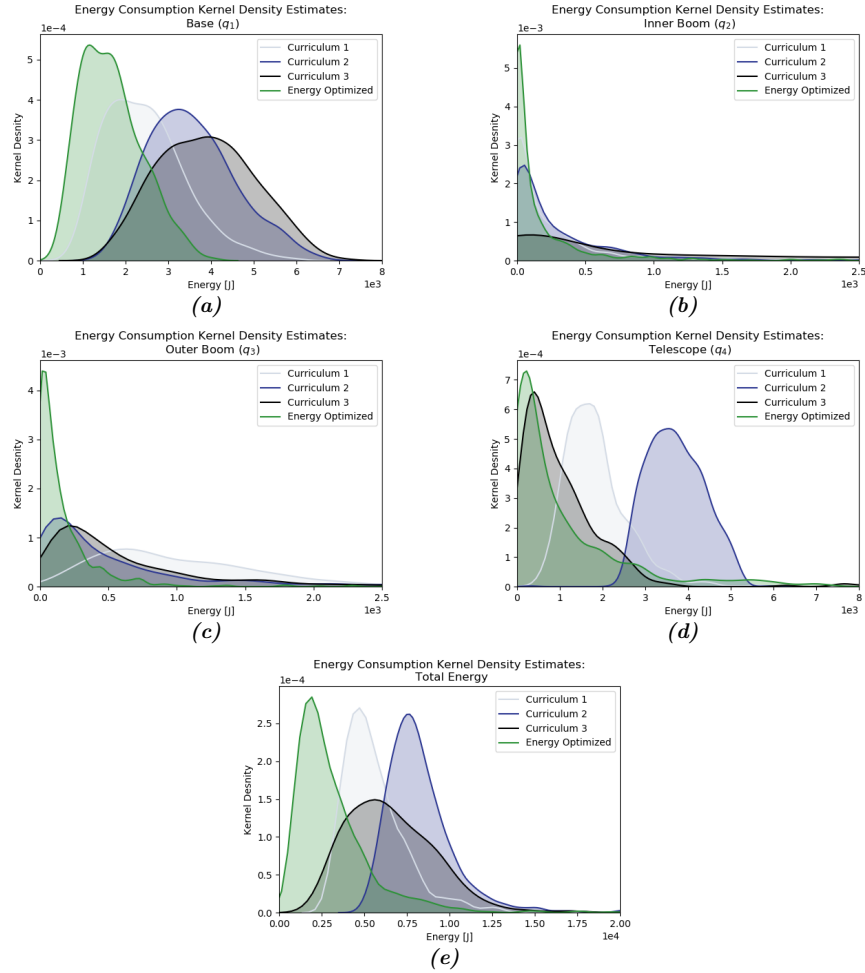 Energy Consumption Kernel Density Estimates:
Base (q₁)
1e−4
Curriculum 1
Curriculum 2
Curriculum 3
Energy Optimized
Kernel Desnity
5
4
3
2
1
0
0 1 2 3 4 5 6 7 8
Energy [J]
1e3
(a)
Energy Consumption Kernel Density Estimates:
Inner Boom (q₂)
1e−3
Curriculum 1
Curriculum 2
Curriculum 3
Energy Optimized
Kernel Desnity
5
4
3
2
1
0
0.0 0.5 1.0 1.5 2.0 2.5
Energy [J]
1e3
(b)
Energy Consumption Kernel Density Estimates:
Outer Boom (q₃)
1e−3
Curriculum 1
Curriculum 2
Curriculum 3
Energy Optimized
Kernel Desnity
4
3
2
1
0
0.0 0.5 1.0 1.5 2.0 2.5
Energy [J]
1e3
(c)
Energy Consumption Kernel Density Estimates:
Telescope (q₄)
1e−4
Curriculum 1
Curriculum 2
Curriculum 3
Energy Optimized
Kernel Desnity
7
6
5
4
3
2
1
0
0 1 2 3 4 5 6 7 8
Energy [J]
1e3
(d)
Energy Consumption Kernel Density Estimates:
Total Energy
1e−4
Curriculum 1
Curriculum 2
Curriculum 3
Energy Optimized
Kernel Desnity
2.5
2.0
1.5
1.0
0.5
0.0
0.00 0.25 0.50 0.75 1.00 1.25 1.50 1.75 2.00
Energy [J]
1e4
(e)